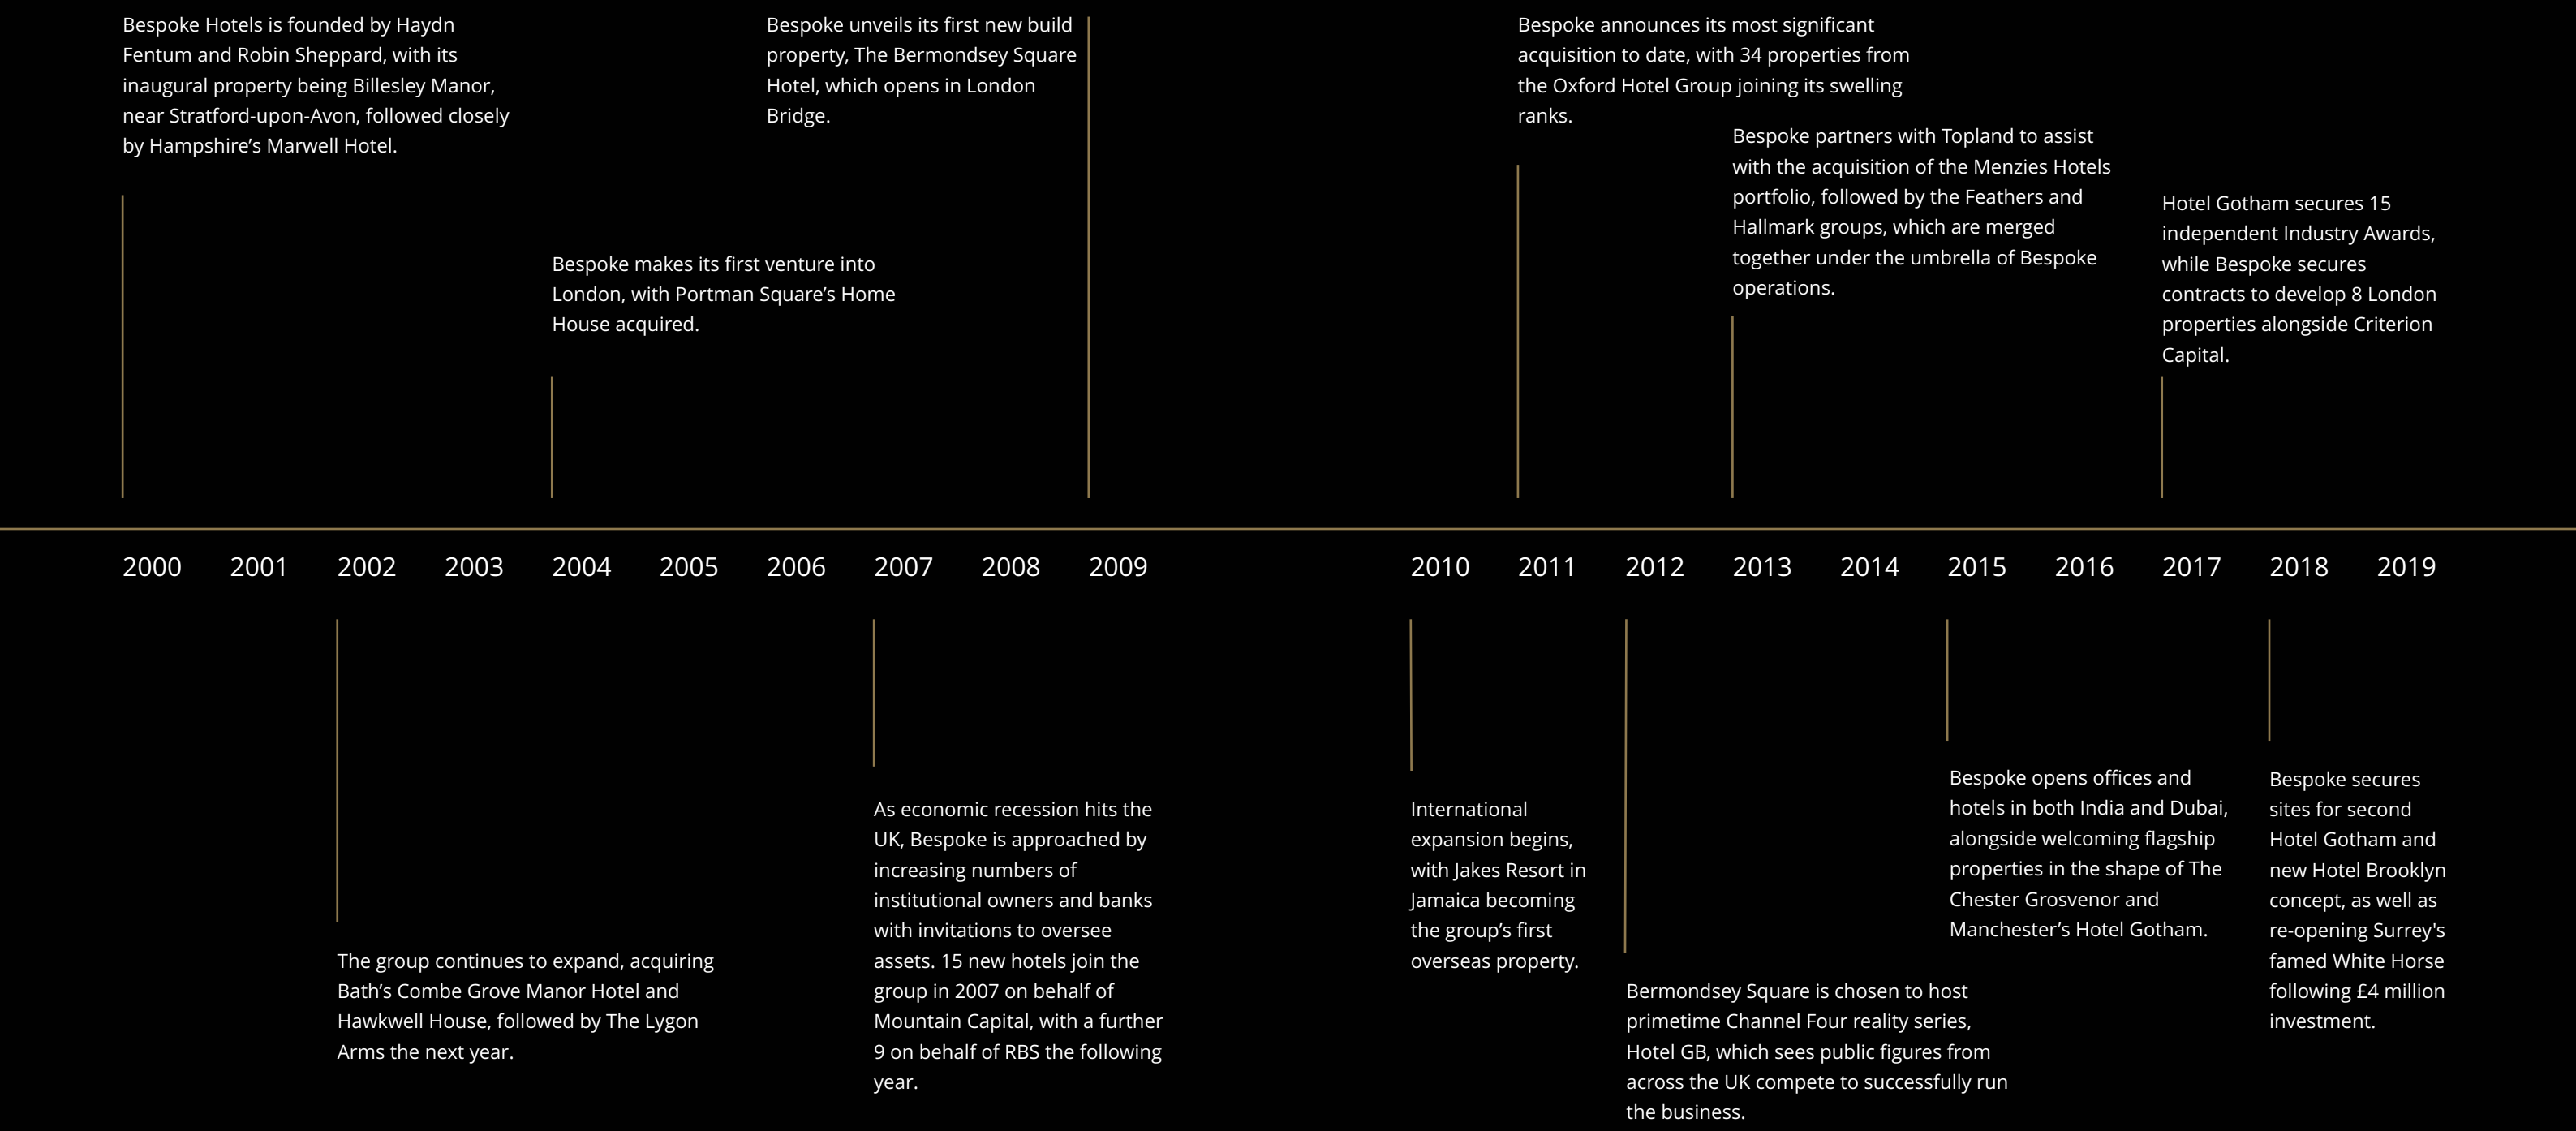 Bespoke Hotels is founded by Haydn
Fentum and Robin Sheppard, with its
inaugural property being Billesley Manor,
near Stratford-upon-Avon, followed closely
by Hampshire’s Marwell Hotel.
Bespoke makes its first venture into
London, with Portman Square’s Home
House acquired.
Bespoke unveils its first new build
property, The Bermondsey Square
Hotel, which opens in London
Bridge.
Bespoke announces its most significant
acquisition to date, with 34 properties from
the Oxford Hotel Group joining its swelling
ranks.
Bespoke partners with Topland to assist
with the acquisition of the Menzies Hotels
portfolio, followed by the Feathers and
Hallmark groups, which are merged
together under the umbrella of Bespoke
operations.
Hotel Gotham secures 15
independent Industry Awards,
while Bespoke secures
contracts to develop 8 London
properties alongside Criterion
Capital.
2000 2001 2002 2003 2004 2005 2006 2007 2008 2009 2010 2011 2012 2013 2014 2015 2016 2017 2018 2019
The group continues to expand, acquiring
Bath’s Combe Grove Manor Hotel and
Hawkwell House, followed by The Lygon
Arms the next year.
As economic recession hits the
UK, Bespoke is approached by
increasing numbers of
institutional owners and banks
with invitations to oversee
assets. 15 new hotels join the
group in 2007 on behalf of
Mountain Capital, with a further
9 on behalf of RBS the following
year.
International
expansion begins,
with Jakes Resort in
Jamaica becoming
the group’s first
overseas property.
Bermondsey Square is chosen to host
primetime Channel Four reality series,
Hotel GB, which sees public figures from
across the UK compete to successfully run
the business.
Bespoke opens offices and
hotels in both India and Dubai,
alongside welcoming flagship
properties in the shape of The
Chester Grosvenor and
Manchester’s Hotel Gotham.
Bespoke secures
sites for second
Hotel Gotham and
new Hotel Brooklyn
concept, as well as
re-opening Surrey's
famed White Horse
following £4 million
investment.